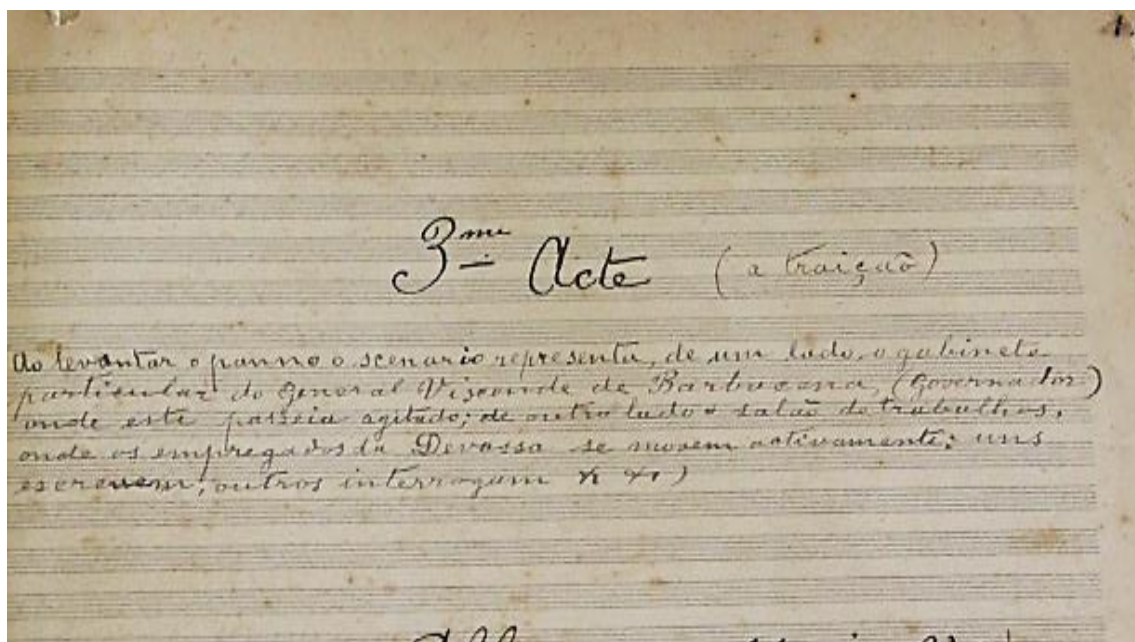 1.
3me Acte (a traição)
Ao levantar o panno o scenario representa, de um lado, o gabinete
particular do General Visconde de Barbacena, (Governador)
onde este passeia agitado; de outro lado o salão de trabalhos,
onde os empregados da Devassa se movem activamente: uns
escrevem, outros interrogam